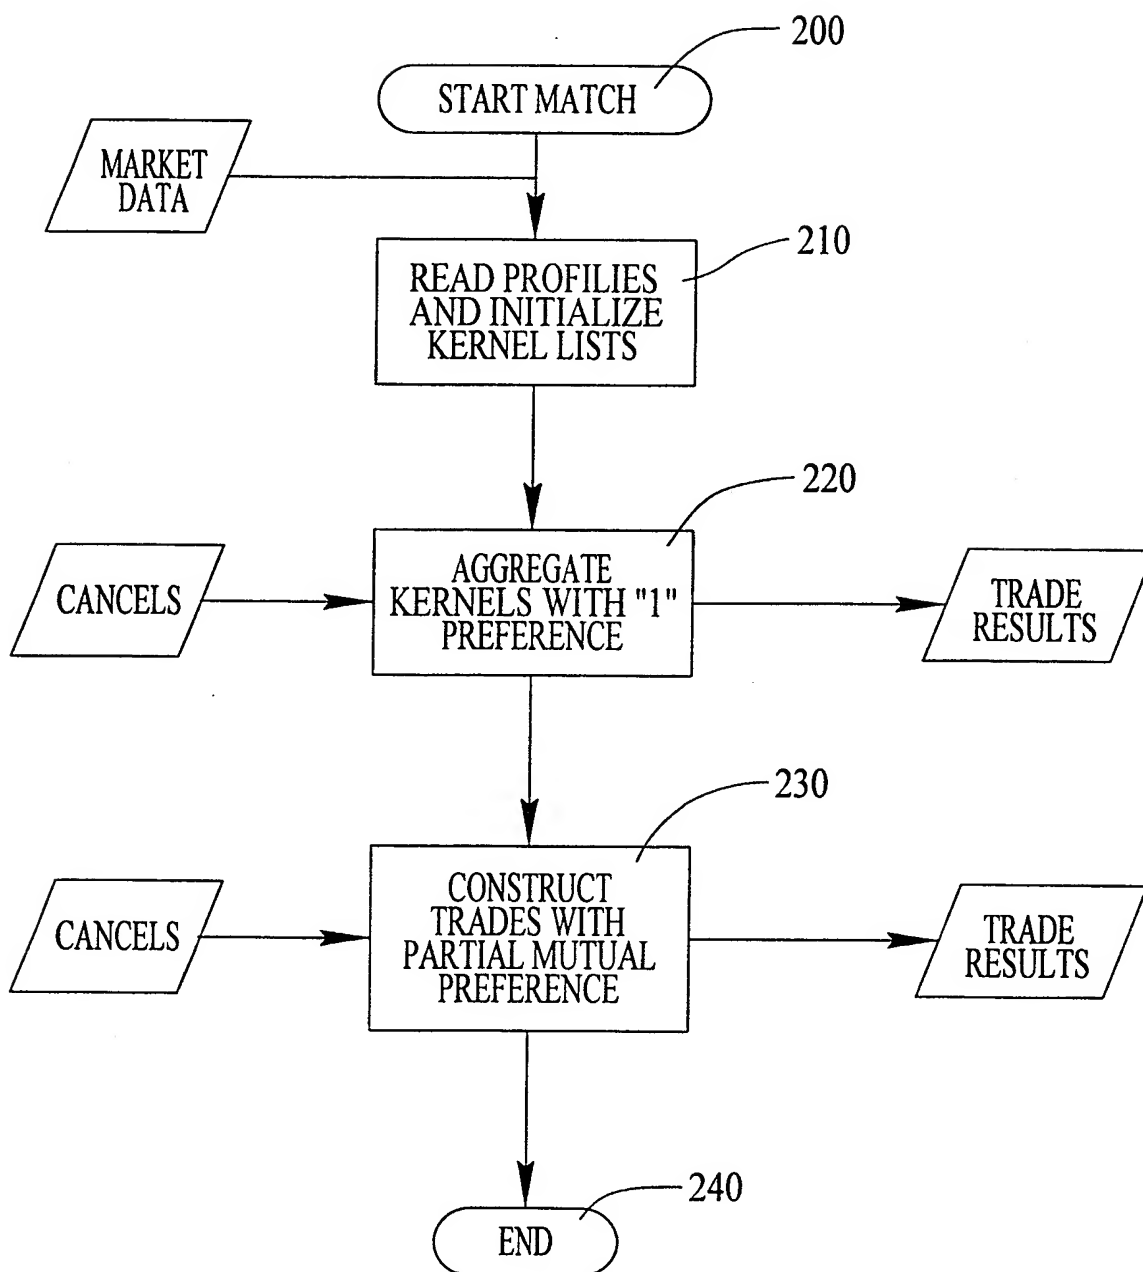 200
START MATCH
MARKET
DATA
210
READ PROFILIES
AND INITIALIZE
KERNEL LISTS
220
CANCELS
AGGREGATE
KERNELS WITH "1"
PREFERENCE
TRADE
RESULTS
230
CANCELS
CONSTRUCT
TRADES WITH
PARTIAL MUTUAL
PREFERENCE
TRADE
RESULTS
240
END